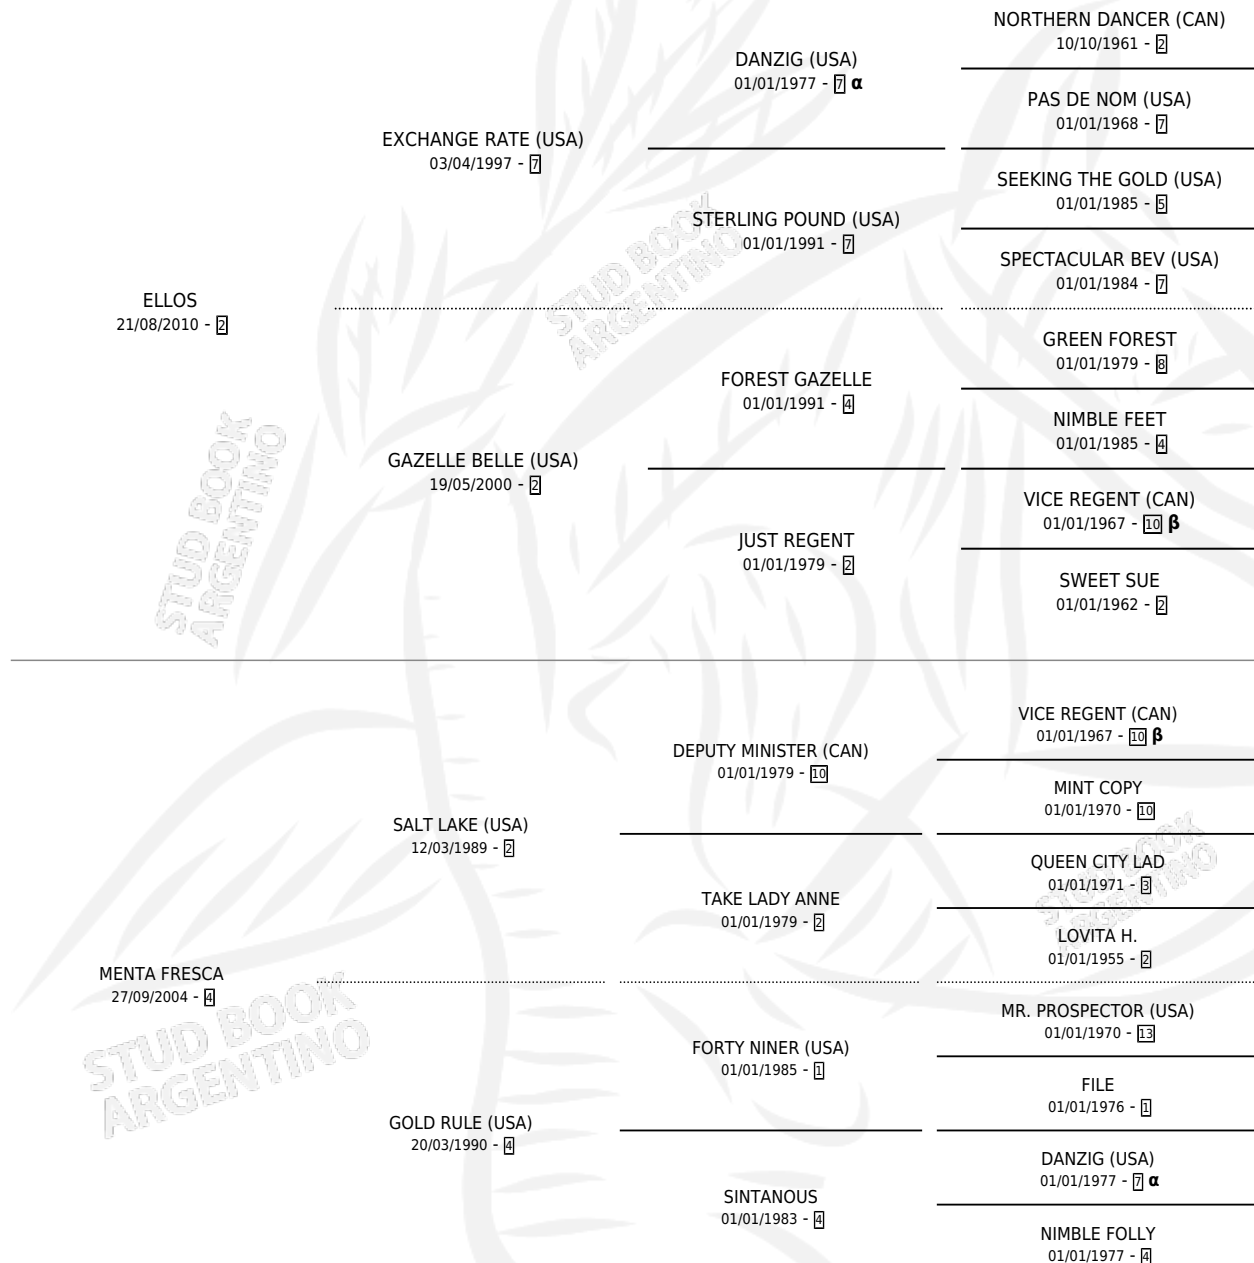 NORTHERN DANCER (CAN)
10/10/1961 - 2
DANZIG (USA)
01/01/1977 - 7 α
PAS DE NOM (USA)
01/01/1968 - 7
EXCHANGE RATE (USA)
03/04/1997 - 7
SEEKING THE GOLD (USA)
01/01/1985 - 5
STERLING POUND (USA)
01/01/1991 - 7
SPECTACULAR BEV (USA)
01/01/1984 - 7
ELLOS
21/08/2010 - 2
GREEN FOREST
01/01/1979 - 8
FOREST GAZELLE
01/01/1991 - 4
NIMBLE FEET
01/01/1985 - 4
GAZELLE BELLE (USA)
19/05/2000 - 2
VICE REGENT (CAN)
01/01/1967 - 10 β
JUST REGENT
01/01/1979 - 2
SWEET SUE
01/01/1962 - 2
VICE REGENT (CAN)
01/01/1967 - 10 β
DEPUTY MINISTER (CAN)
01/01/1979 - 10
MINT COPY
01/01/1970 - 10
SALT LAKE (USA)
12/03/1989 - 2
QUEEN CITY LAD
01/01/1971 - 3
TAKE LADY ANNE
01/01/1979 - 2
LOVITA H.
01/01/1955 - 2
MENTA FRESCA
27/09/2004 - 4
MR. PROSPECTOR (USA)
01/01/1970 - 13
FORTY NINER (USA)
01/01/1985 - 1
FILE
01/01/1976 - 1
GOLD RULE (USA)
20/03/1990 - 4
DANZIG (USA)
01/01/1977 - 7 α
SINTANOUS
01/01/1983 - 4
NIMBLE FOLLY
01/01/1977 - 4
STUD BOOK
ARGENTINO
STUD BOOK
ARGENTINO
STUD BOOK
ARGENTINO
STUD BOOK
ARGENTINO